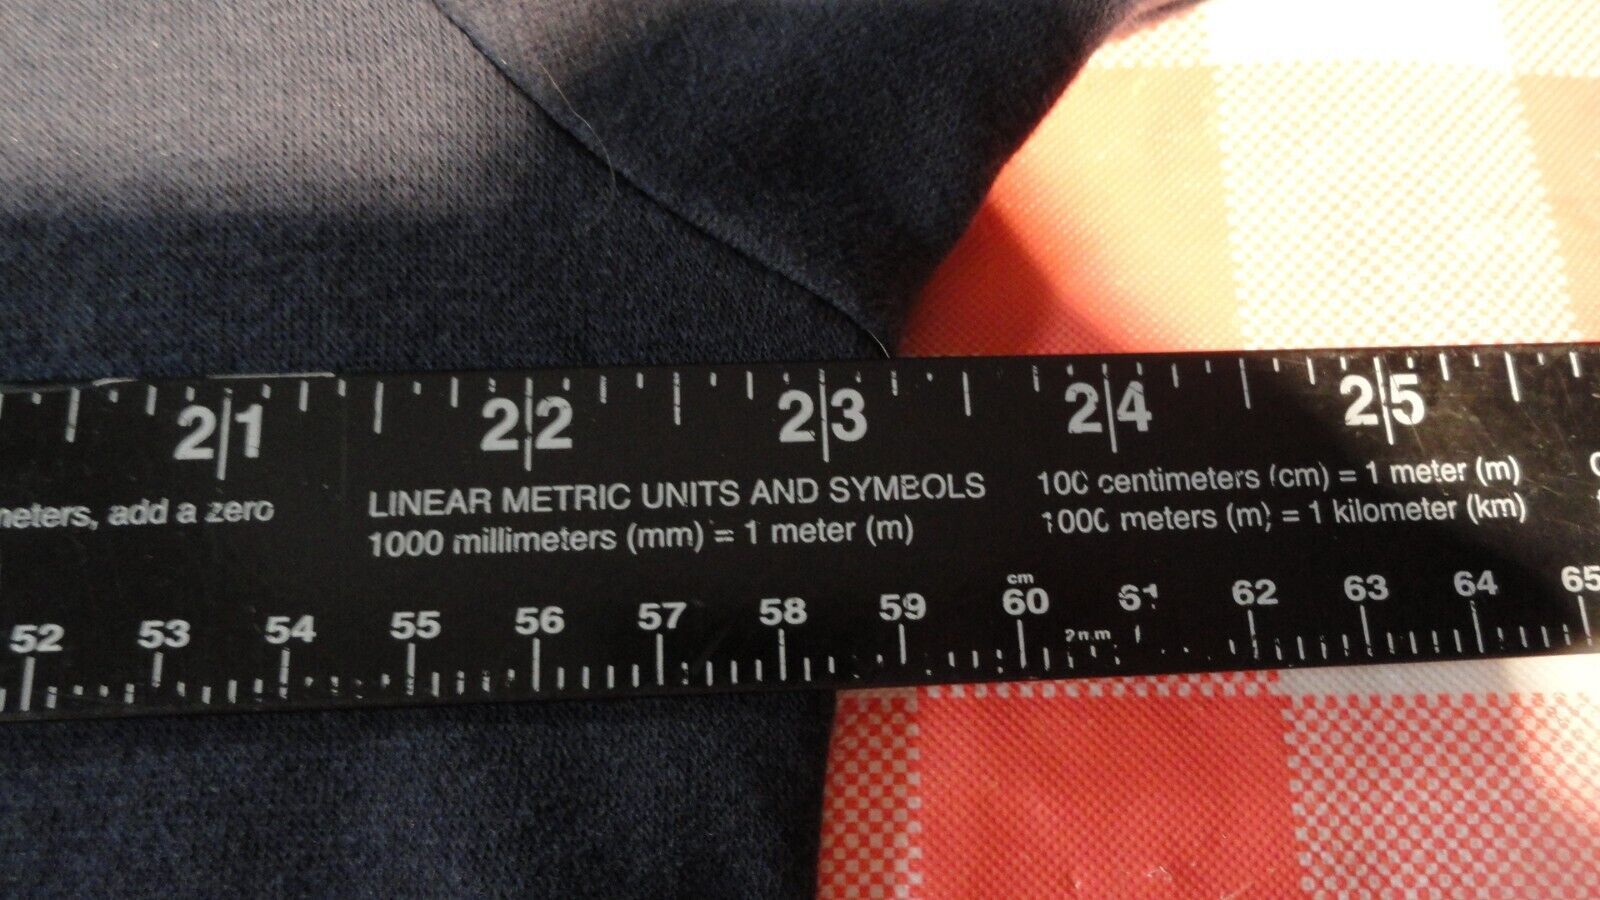 21 22 23 24 25
add a zero
LINEAR METRIC UNITS AND SYMBOLS
1000 millimeters (mm) = 1 meter (m)
100 centimeters (cm) = 1 meter (m)
1000 meters (m) = 1 kilometer (km)
cm
52 53 54 55 56 57 58 59 60 61 62 63 64 65